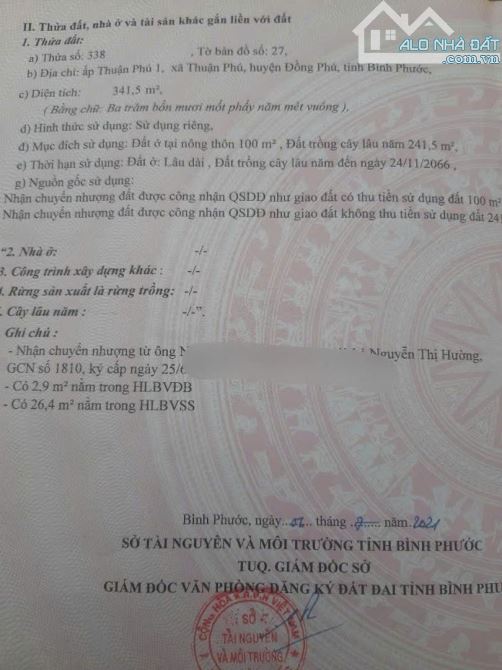 ALO NHÀ ĐẤT
.com.vn
II. Thửa đất, nhà ở và tài sản khác gắn liền với đất
1. Thửa đất:
a) Thửa số: 338 , Tờ bản đồ số: 27,
b) Địa chỉ: ấp Thuận Phú 1, xã Thuận Phú, huyện Đồng Phú, tỉnh Bình Phước,
c) Diện tích: 341,5 m²,
( Bằng chữ: Ba trăm bốn mươi mốt phẩy năm mét vuông ),
d) Hình thức sử dụng: Sử dụng riêng,
đ) Mục đích sử dụng: Đất ở tại nông thôn 100 m² , Đất trồng cây lâu năm 241,5 m²,
e) Thời hạn sử dụng: Đất ở: Lâu dài , Đất trồng cây lâu năm đến ngày 24/11/2066 ,
g) Nguồn gốc sử dụng:
Nhận chuyển nhượng đất được công nhận QSDĐ như giao đất có thu tiền sử dụng đất 100 m²
Nhận chuyển nhượng đất được công nhận QSDĐ như giao đất không thu tiền sử dụng đất 24
"2. Nhà ở: -/-
3. Công trình xây dựng khác : -/-
. Rừng sản xuất là rừng trồng: -/-
. Cây lâu năm : -/-".
Ghi chú :
- Nhận chuyển nhượng từ ông N Nguyễn Thị Hường,
GCN số 1810, ký cấp ngày 25/6
- Có 2,9 m² nằm trong HLBVĐB
- Có 26,4 m² nằm trong HLBVSS
Bình Phước, ngày tháng năm 2021
SỞ TÀI NGUYÊN VÀ MÔI TRƯỜNG TỈNH BÌNH PHƯỚC
TUQ. GIÁM ĐỐC SỞ
GIÁM ĐỐC VĂN PHÒNG ĐĂNG KÝ ĐẤT ĐAI TỈNH BÌNH PHƯ
CỘNG HÒA X.H.C.N VIỆT NAM
SỞ
TÀI NGUYÊN
VÀ MÔI TRƯỜNG